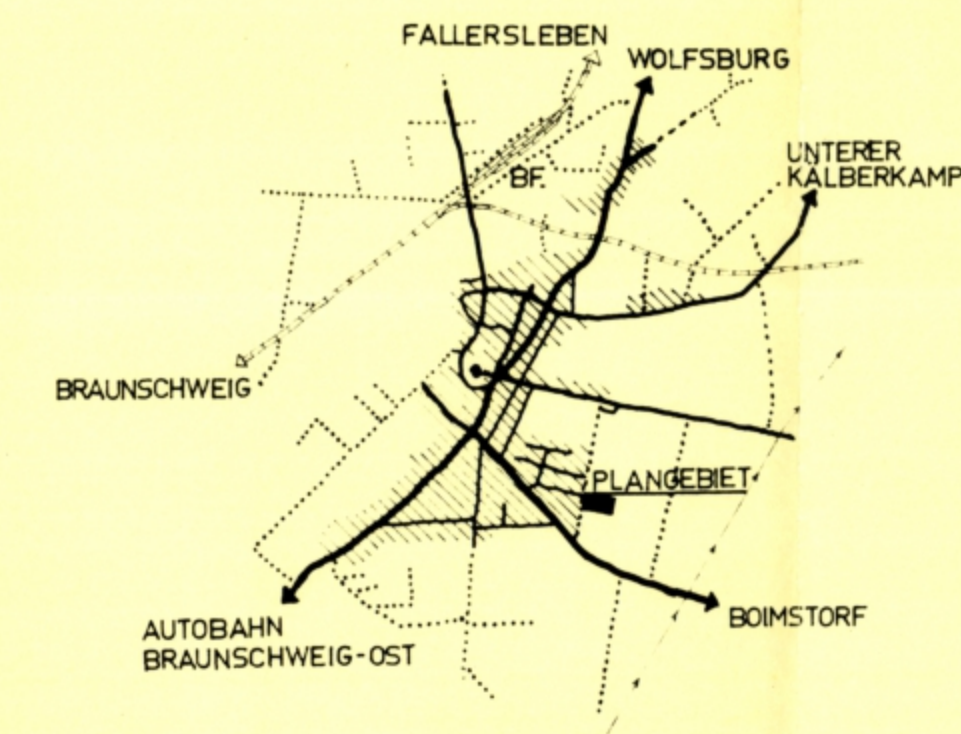 FALLERSLEBEN
WOLFSBURG
UNTERER
KÄLBERKAMP
BF.
BRAUNSCHWEIG
PLANGEBIET
BOIMSTORF
AUTOBAHN
BRAUNSCHWEIG-OST